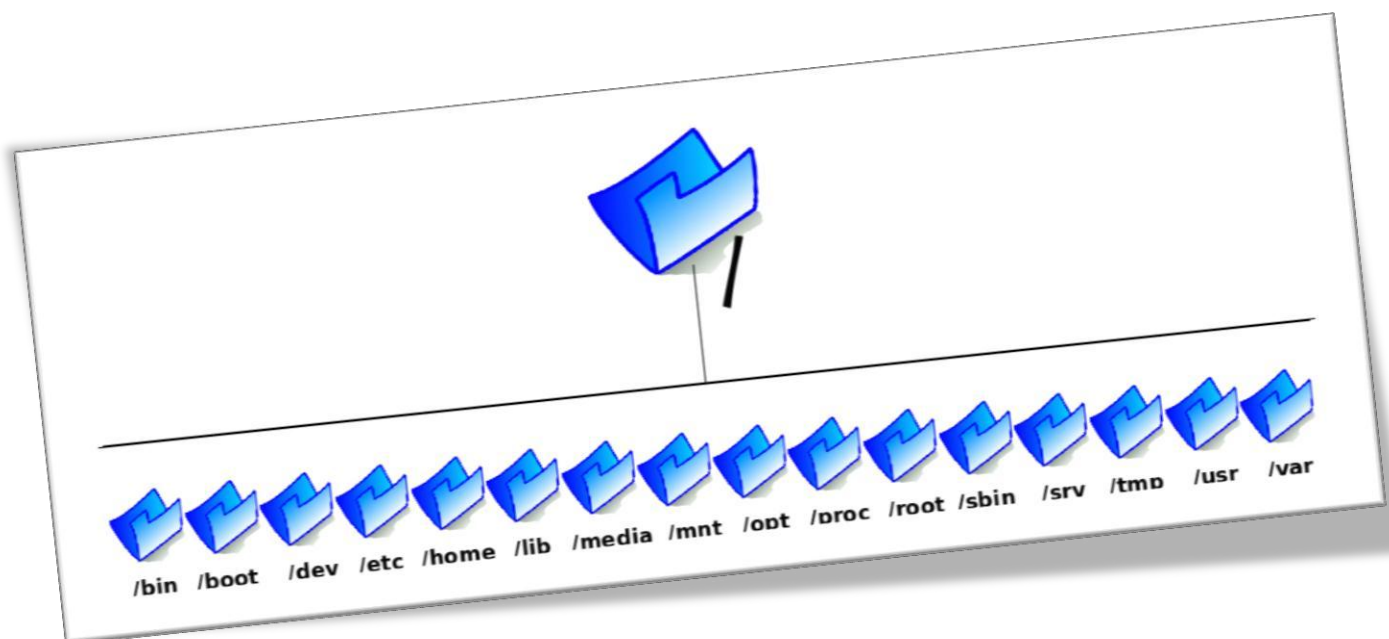 /
/bin /boot /dev /etc /home /lib /media /mnt /opt /proc /root /sbin /srv /tmp /usr /var